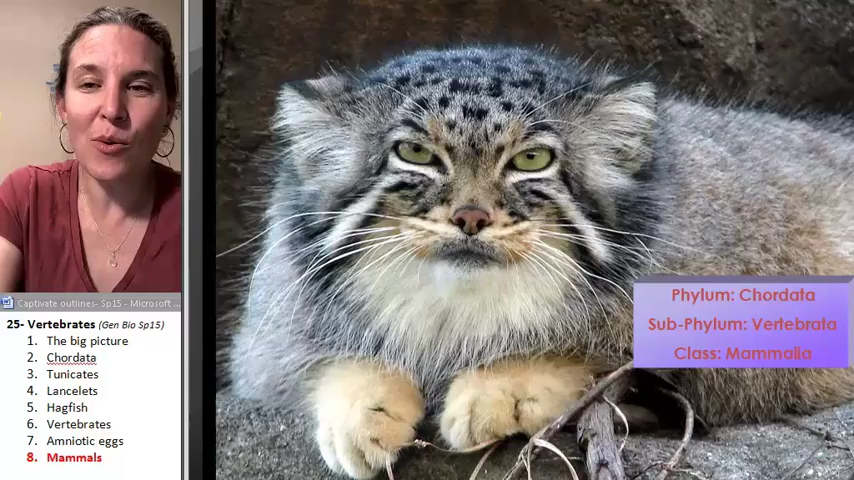 Captivate outlines- Sp15 - Microsoft ...
25- Vertebrates (Gen Bio Sp15)
1. The big picture
2. Chordata
3. Tunicates
4. Lancelets
5. Hagfish
6. Vertebrates
7. Amniotic eggs
8. Mammals
Phylum: Chordata
Sub-Phylum: Vertebrata
Class: Mammalia